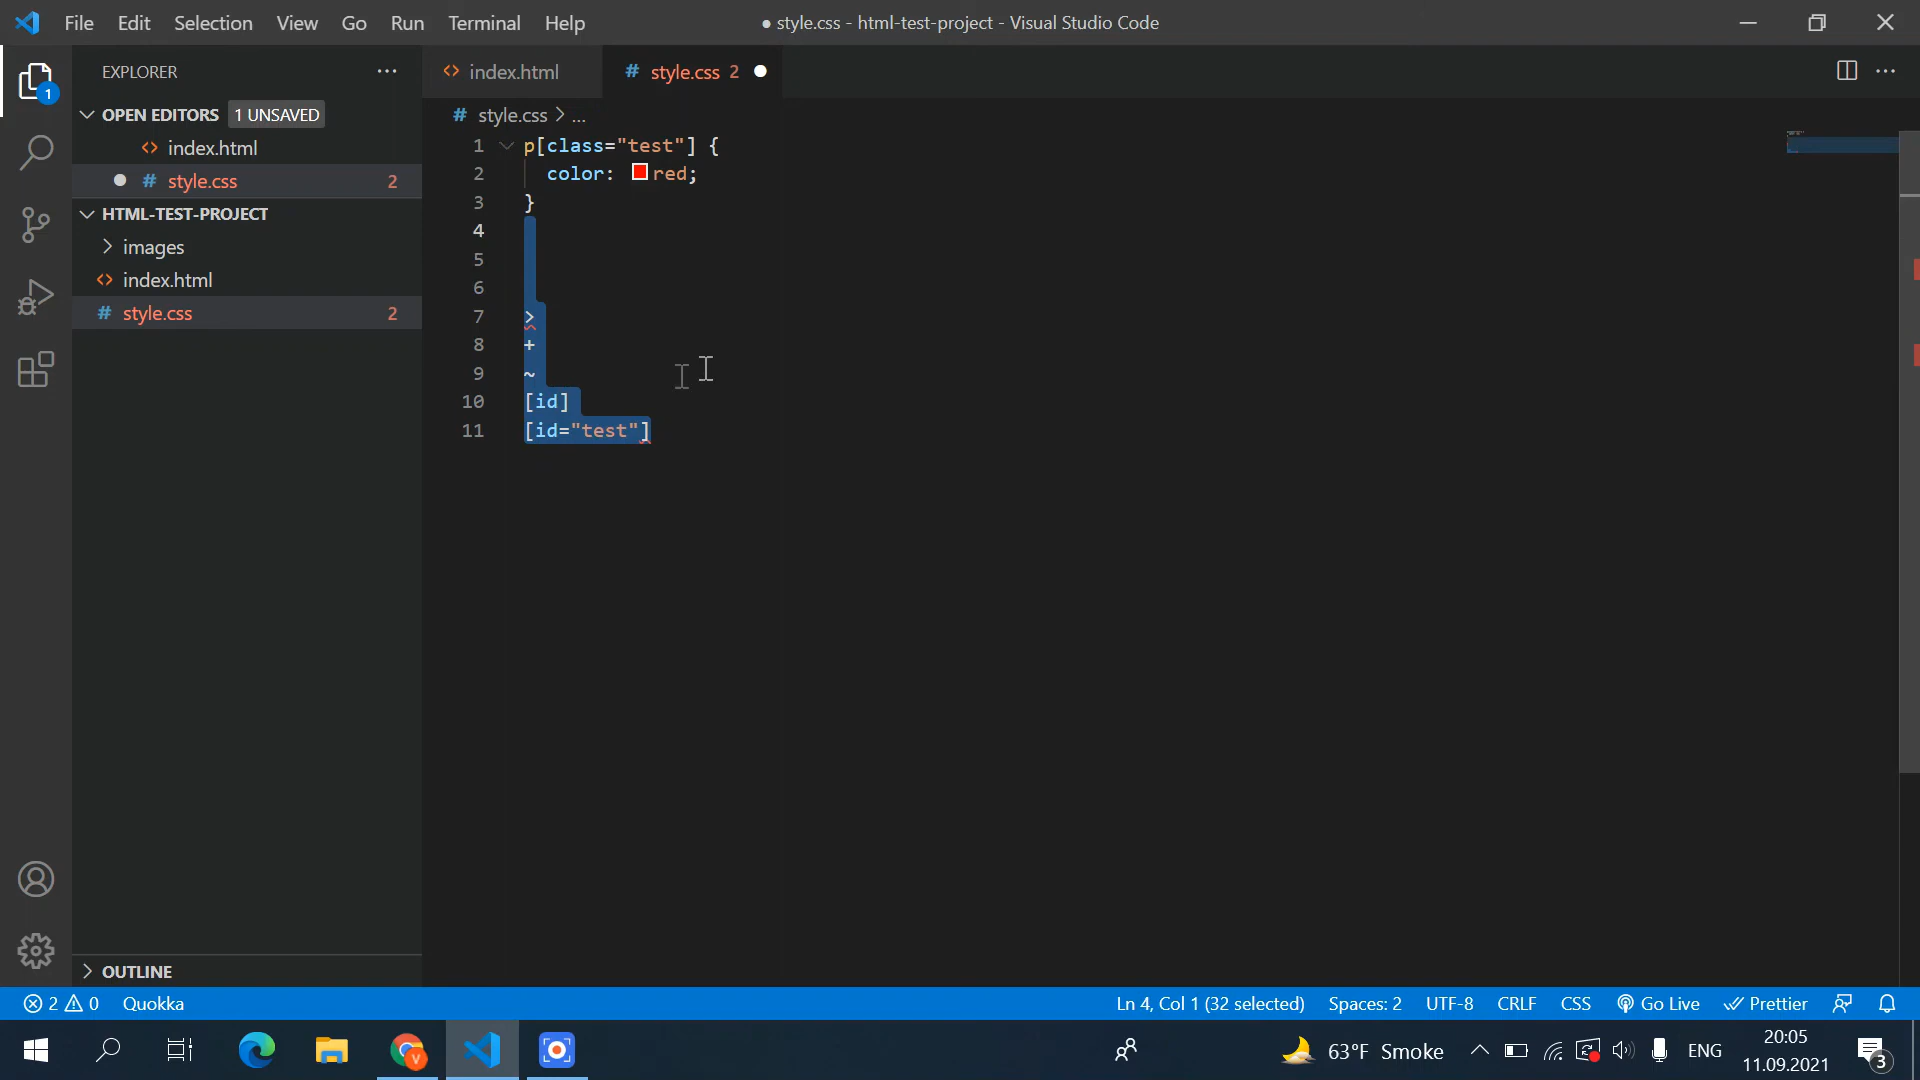 File Edit Selection View Go Run Terminal Help
● style.css - html-test-project - Visual Studio Code
EXPLORER
OPEN EDITORS 1 UNSAVED
index.html
# style.css 2
HTML-TEST-PROJECT
images
index.html
# style.css 2
OUTLINE
1
index.html
# style.css 2
# style.css > ...
1 p[class="test"] {
2 color: red;
3 }
4
5
6
7 >
8 +
9 ~
10 [id]
11 [id="test"]
2 0 Quokka
Ln 4, Col 1 (32 selected) Spaces: 2 UTF-8 CRLF CSS Go Live Prettier
V
63°F Smoke
ENG
20:05
11.09.2021
3